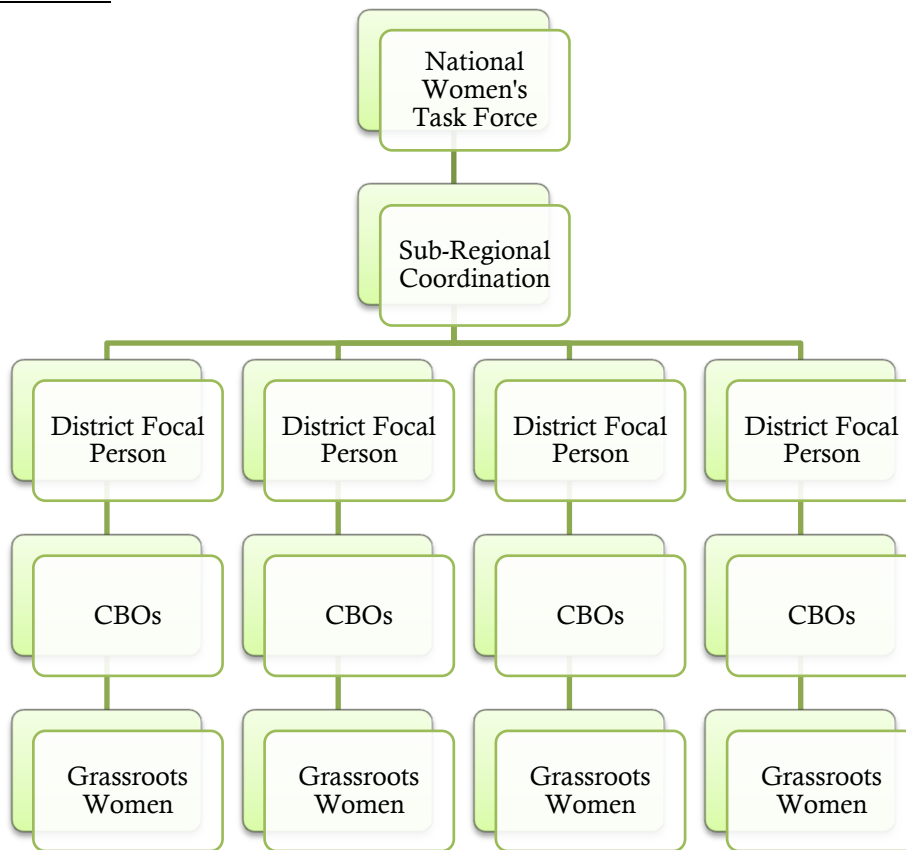 National
Women's
Task Force
Sub-Regional
Coordination
District Focal
Person
District Focal
Person
District Focal
Person
District Focal
Person
CBOs
CBOs
CBOs
CBOs
Grassroots
Women
Grassroots
Women
Grassroots
Women
Grassroots
Women